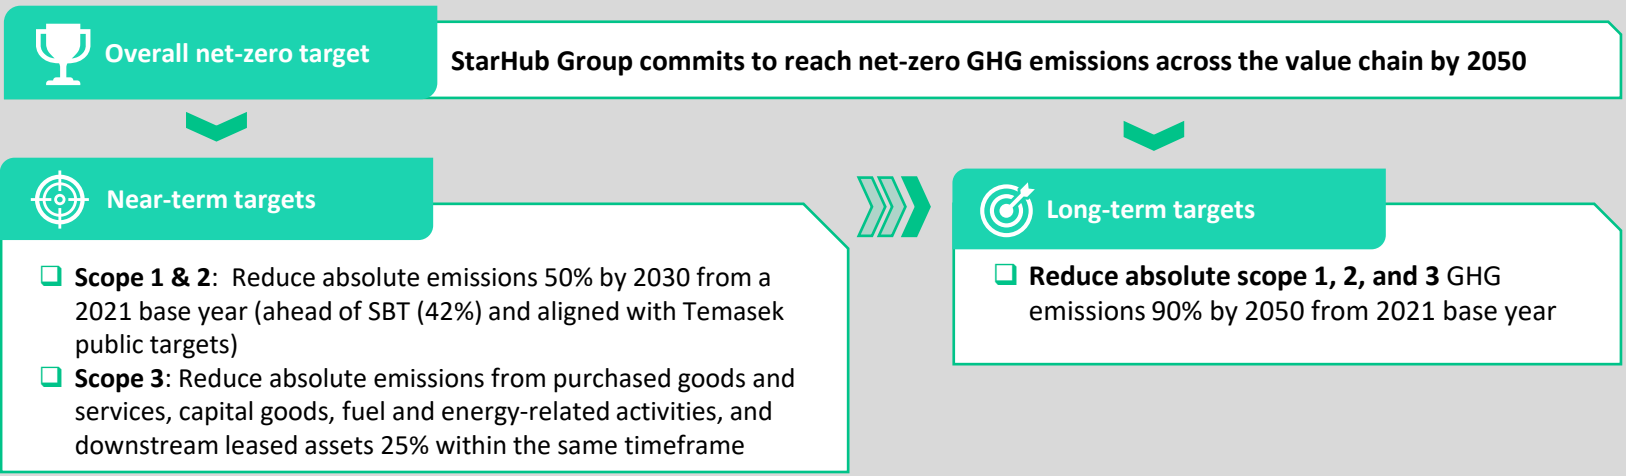 Overall net-zero target
StarHub Group commits to reach net-zero GHG emissions across the value chain by 2050
Near-term targets
Scope 1 & 2: Reduce absolute emissions 50% by 2030 from a
2021 base year (ahead of SBT (42%) and aligned with Temasek
public targets)
Scope 3: Reduce absolute emissions from purchased goods and
services, capital goods, fuel and energy-related activities, and
downstream leased assets 25% within the same timeframe
Long-term targets
Reduce absolute scope 1, 2, and 3 GHG
emissions 90% by 2050 from 2021 base year